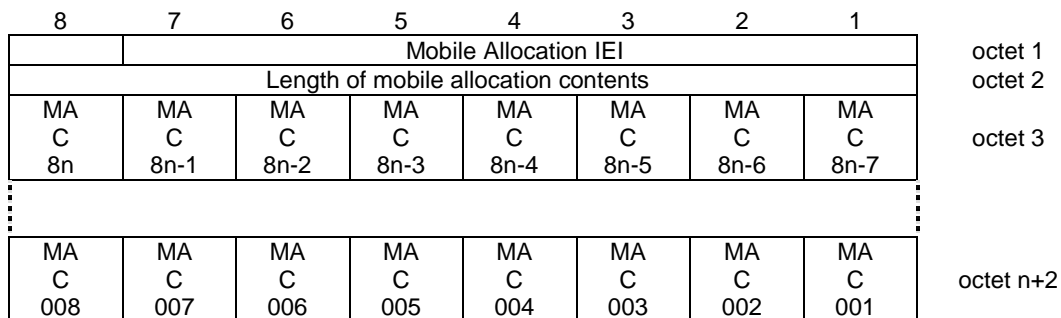 8 7 6 5 4 3 2 1
Mobile Allocation IEI octet 1
Length of mobile allocation contents octet 2
MA MA MA MA MA MA MA MA
C C C C C C C C octet 3
8n 8n-1 8n-2 8n-3 8n-4 8n-5 8n-6 8n-7
MA MA MA MA MA MA MA MA
C C C C C C C C octet n+2
008 007 006 005 004 003 002 001